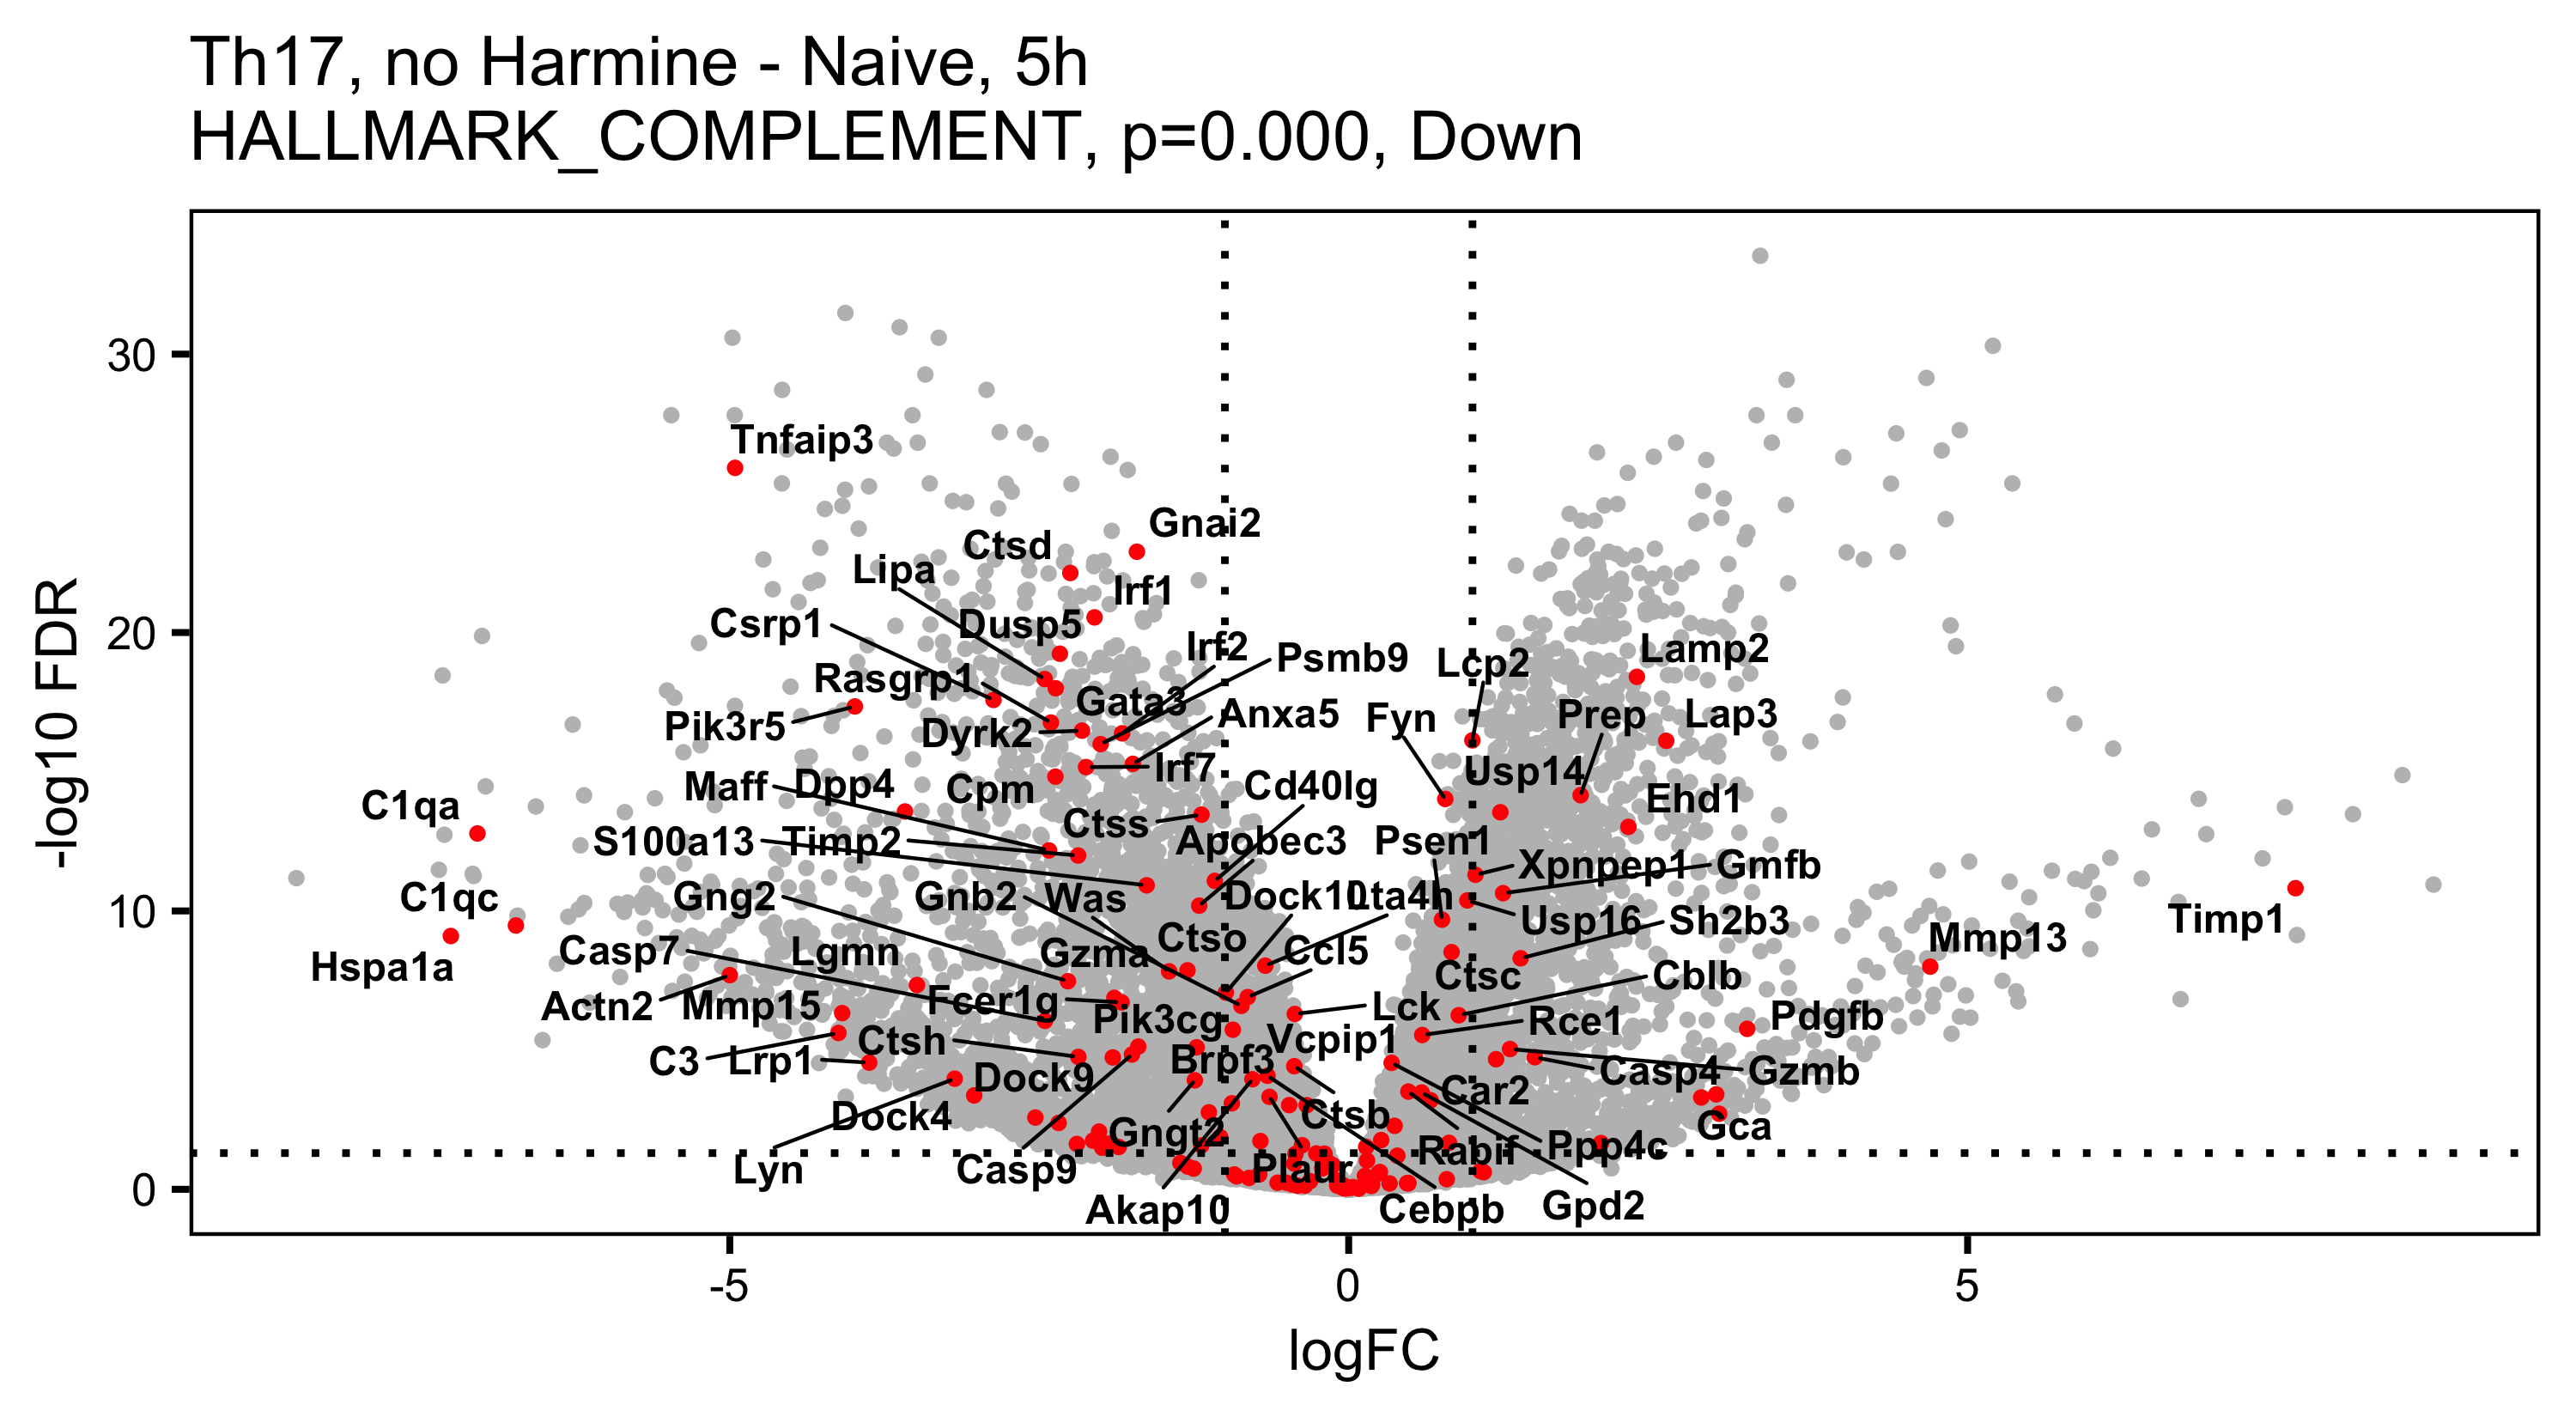 Th17, no Harmine - Naive, 5h
HALLMARK_COMPLEMENT, p=0.000, Down
-log10 FDR
30
20
10
0
Tnfaip3
Gnai2
Ctsd
Lipa
Irf1
Csrp1
Dusp5
Irf2
Psmb9
Lcp2
Lamp2
Rasgrp1
Gata3
Pik3r5
Dyrk2
Anxa5
Fyn
Prep
Lap3
Irf7
Usp14
Maff
Dpp4
Cpm
Cd40lg
Ehd1
C1qa
Ctss
S100a13
Timp2
Apobec3
Psen1
Xpnpep1
Gmfb
C1qc
Gng2
Gnb2
Was
Dock10
Lta4h
Usp16
Sh2b3
Timp1
Hspa1a
Casp7
Lgmn
Gzma
Ctso
Ccl5
Ctsc
Cblb
Mmp13
Actn2
Mmp15
Fcer1g
Pik3cg
Lck
Rce1
Pdgfb
C3
Lrp1
Ctsh
Vcpip1
Brpf3
Casp4
Gzmb
Dock9
Car2
Dock4
Gngt2
Ctsb
Gca
Lyn
Casp9
Plaur
Rabif
Ppp4c
Akap10
Cebpb
Gpd2
-5
0
5
logFC